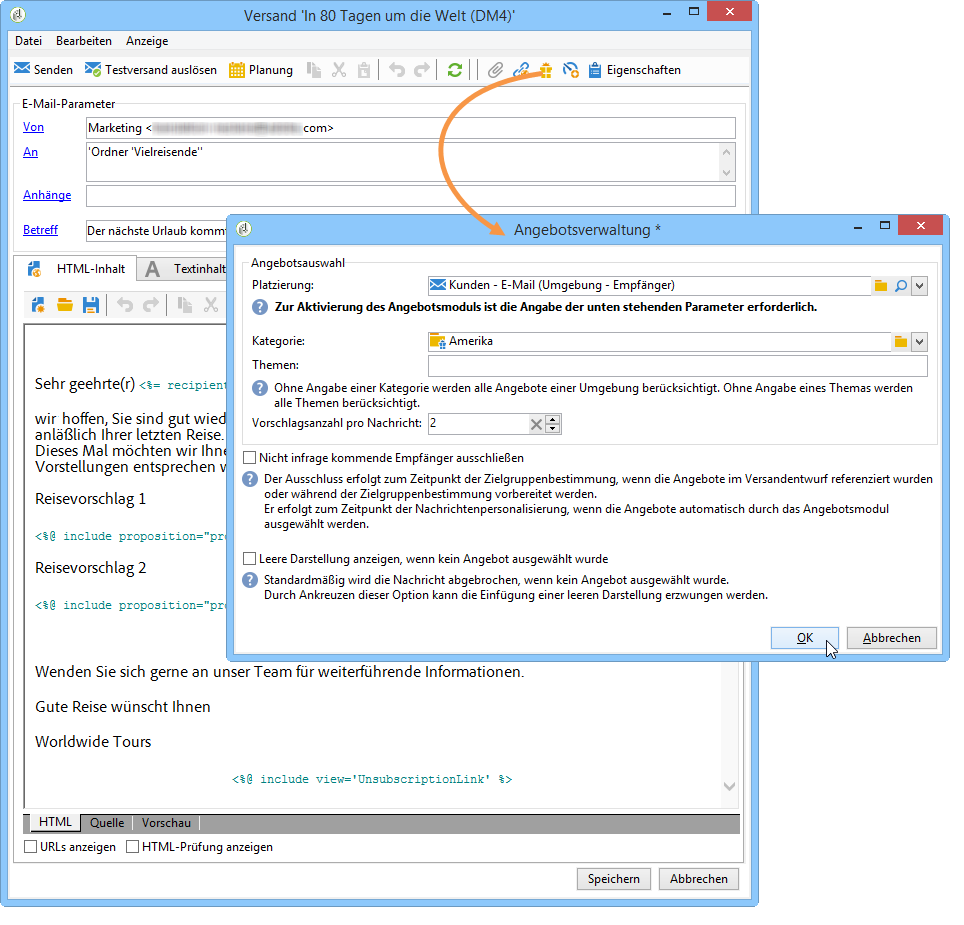 Versand 'In 80 Tagen um die Welt (DM4)'
Datei Bearbeiten Anzeige
Senden Testversand auslösen Planung Eigenschaften
E-Mail-Parameter
Von Marketing < com>
An 'Ordner 'Vielreisende''
Anhänge
Betreff Der nächste Urlaub komm
HTML-Inhalt Textinhalt
Sehr geehrte(r) <%= recipient
wir hoffen, Sie sind gut wied
anläßlich Ihrer letzten Reise.
Dieses Mal möchten wir Ihne
Vorstellungen entsprechen w
Reisevorschlag 1
<%@ include proposition="pr
Reisevorschlag 2
<%@ include proposition="pr
Wenden Sie sich gerne an unser Team für weiterführende Informationen.
Gute Reise wünscht Ihnen
Worldwide Tours
<%@ include view='UnsubscriptionLink' %>
HTML Quelle Vorschau
URLs anzeigen HTML-Prüfung anzeigen
Speichern Abbrechen
Angebotsverwaltung *
Angebotsauswahl
Platzierung: Kunden - E-Mail (Umgebung - Empfänger)
Zur Aktivierung des Angebotsmoduls ist die Angabe der unten stehenden Parameter erforderlich.
Kategorie: Amerika
Themen:
Ohne Angabe einer Kategorie werden alle Angebote einer Umgebung berücksichtigt. Ohne Angabe eines Themas werden
alle Themen berücksichtigt.
Vorschlagsanzahl pro Nachricht: 2
Nicht infrage kommende Empfänger ausschließen
Der Ausschluss erfolgt zum Zeitpunkt der Zielgruppenbestimmung, wenn die Angebote im Versandentwurf referenziert wurden
oder während der Zielgruppenbestimmung vorbereitet werden.
Er erfolgt zum Zeitpunkt der Nachrichtenpersonalisierung, wenn die Angebote automatisch durch das Angebotsmodul
ausgewählt werden.
Leere Darstellung anzeigen, wenn kein Angebot ausgewählt wurde
Standardmäßig wird die Nachricht abgebrochen, wenn kein Angebot ausgewählt wurde.
Durch Ankreuzen dieser Option kann die Einfügung einer leeren Darstellung erzwungen werden.
OK Abbrechen